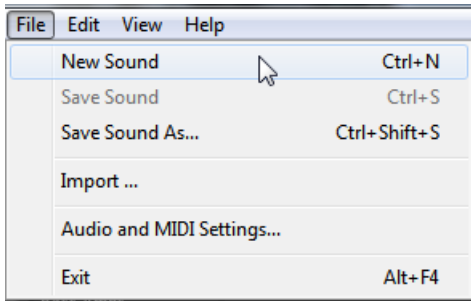 File Edit View Help
New Sound Ctrl+N
Save Sound Ctrl+S
Save Sound As... Ctrl+Shift+S
Import ...
Audio and MIDI Settings...
Exit Alt+F4